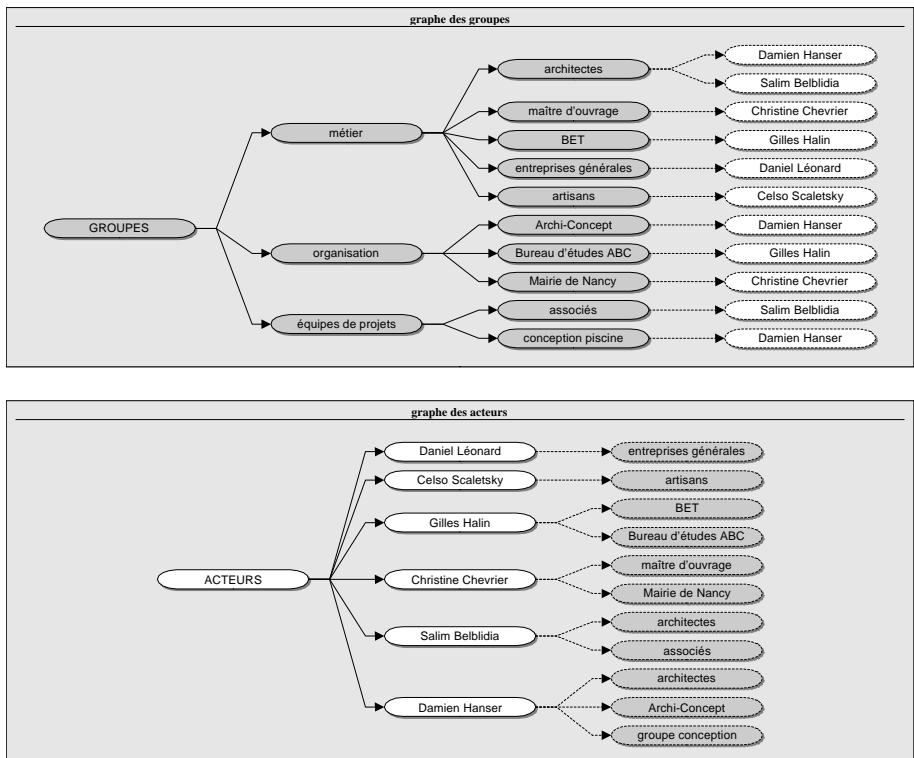 graphe des groupes
Damien Hanser
architectes
Salim Belblidia
maître d'ouvrage
Christine Chevrier
métier
BET
Gilles Halin
entreprises générales
Daniel Léonard
artisans
Celso Scaletsky
GROUPES
Archi-Concept
Damien Hanser
organisation
Bureau d'études ABC
Gilles Halin
Mairie de Nancy
Christine Chevrier
équipes de projets
associés
Salim Belblidia
conception piscine
Damien Hanser
graphe des acteurs
Daniel Léonard
entreprises générales
Celso Scaletsky
artisans
Gilles Halin
BET
Bureau d'études ABC
ACTEURS
Christine Chevrier
maître d'ouvrage
Mairie de Nancy
Salim Belblidia
architectes
associés
Damien Hanser
architectes
Archi-Concept
groupe conception